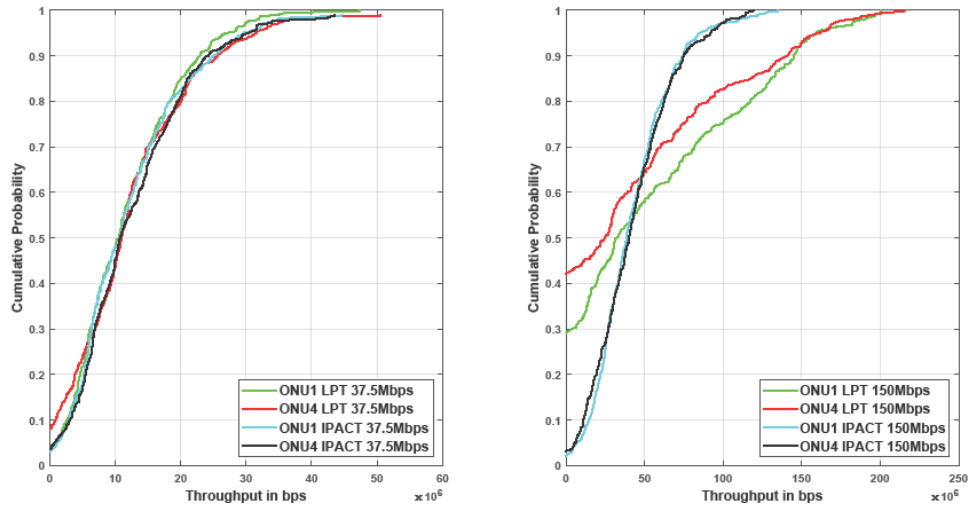 1
0.9
0.8
0.7
0.6
0.5
0.4
0.3
0.2
0.1
0
Cumulative Probability
ONU1 LPT 37.5Mbps
ONU4 LPT 37.5Mbps
ONU1 IPACT 37.5Mbps
ONU4 IPACT 37.5Mbps
0 10 20 30 40 50 60
Throughput in bps
x 10⁶
1
0.9
0.8
0.7
0.6
0.5
0.4
0.3
0.2
0.1
0
Cumulative Probability
ONU1 LPT 150Mbps
ONU4 LPT 150Mbps
ONU1 IPACT 150Mbps
ONU4 IPACT 150Mbps
0 50 100 150 200 250
Throughput in bps
x 10⁶